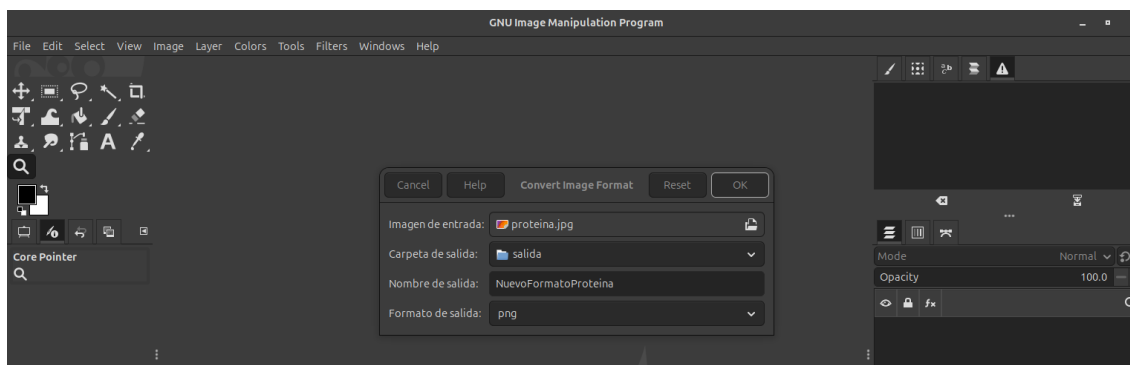 GNU Image Manipulation Program
File Edit Select View Image Layer Colors Tools Filters Windows Help
Cancel Help Convert Image Format Reset OK
Imagen de entrada: proteina.jpg
Carpeta de salida: salida
Nombre de salida: NuevoFormatoProteina
Formato de salida: png
Core Pointer
Mode Normal
Opacity 100.0